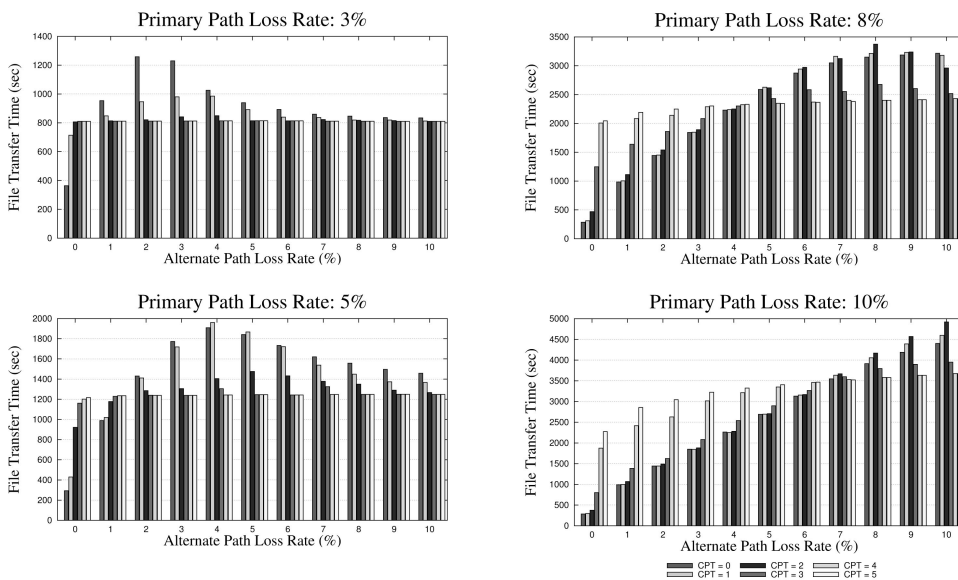 Primary Path Loss Rate: 3%
File Transfer Time (sec)
1400
1200
1000
800
600
400
200
0
0 1 2 3 4 5 6 7 8 9 10
Alternate Path Loss Rate (%)
Primary Path Loss Rate: 8%
File Transfer Time (sec)
3500
3000
2500
2000
1500
1000
500
0
0 1 2 3 4 5 6 7 8 9 10
Alternate Path Loss Rate (%)
Primary Path Loss Rate: 5%
File Transfer Time (sec)
2000
1800
1600
1400
1200
1000
800
600
400
200
0
0 1 2 3 4 5 6 7 8 9 10
Alternate Path Loss Rate (%)
Primary Path Loss Rate: 10%
File Transfer Time (sec)
5000
4500
4000
3500
3000
2500
2000
1500
1000
500
0
0 1 2 3 4 5 6 7 8 9 10
Alternate Path Loss Rate (%)
CPT = 0 CPT = 2 CPT = 4
CPT = 1 CPT = 3 CPT = 5